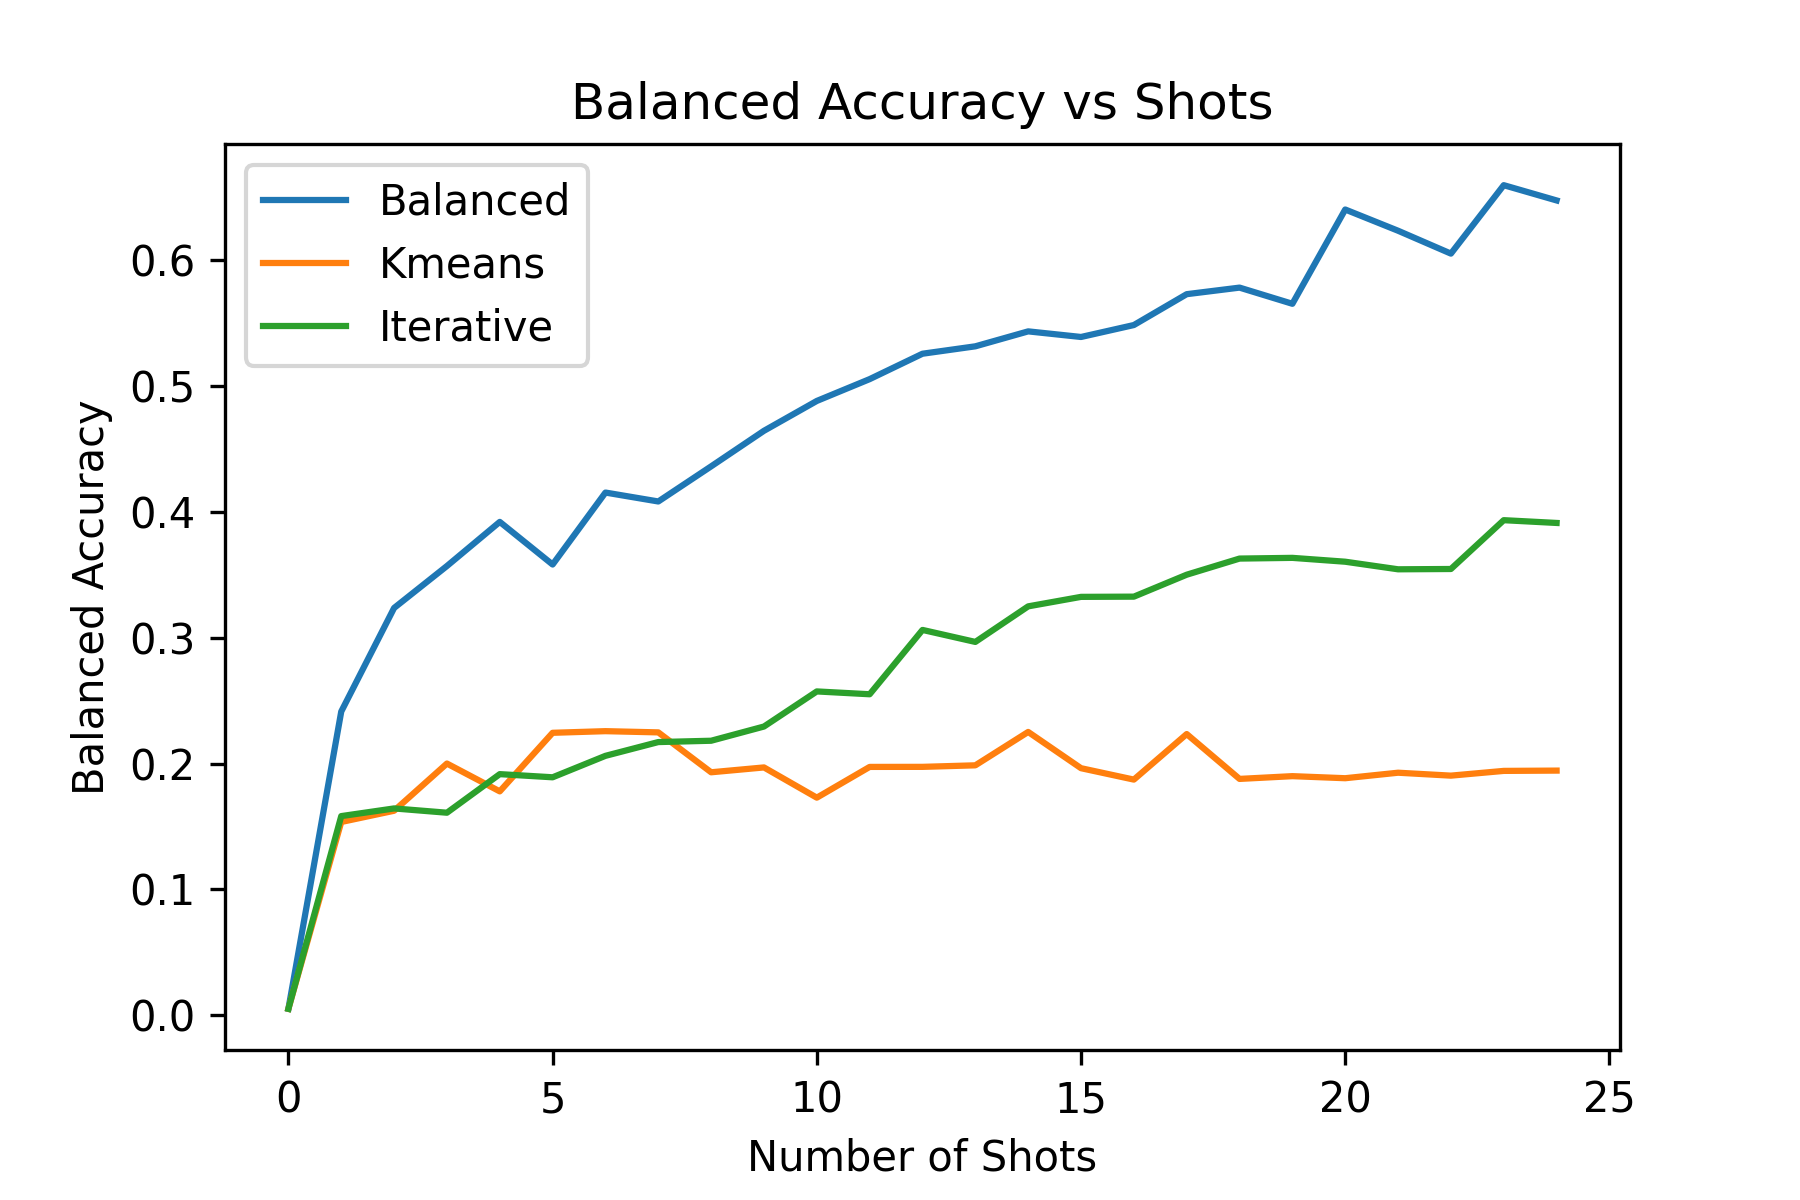 Balanced Accuracy vs Shots
Balanced
Kmeans
Iterative
Balanced Accuracy
0.6
0.5
0.4
0.3
0.2
0.1
0.0
0 5 10 15 20 25
Number of Shots